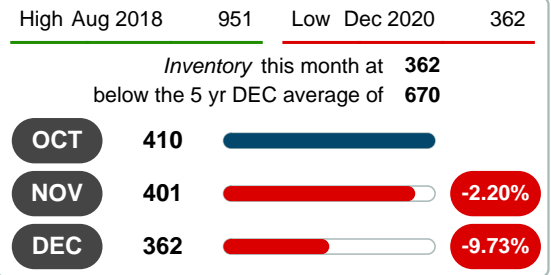 High Aug 2018 951 Low Dec 2020 362
Inventory this month at 362
below the 5 yr DEC average of 670
OCT 410
NOV 401 -2.20%
DEC 362 -9.73%